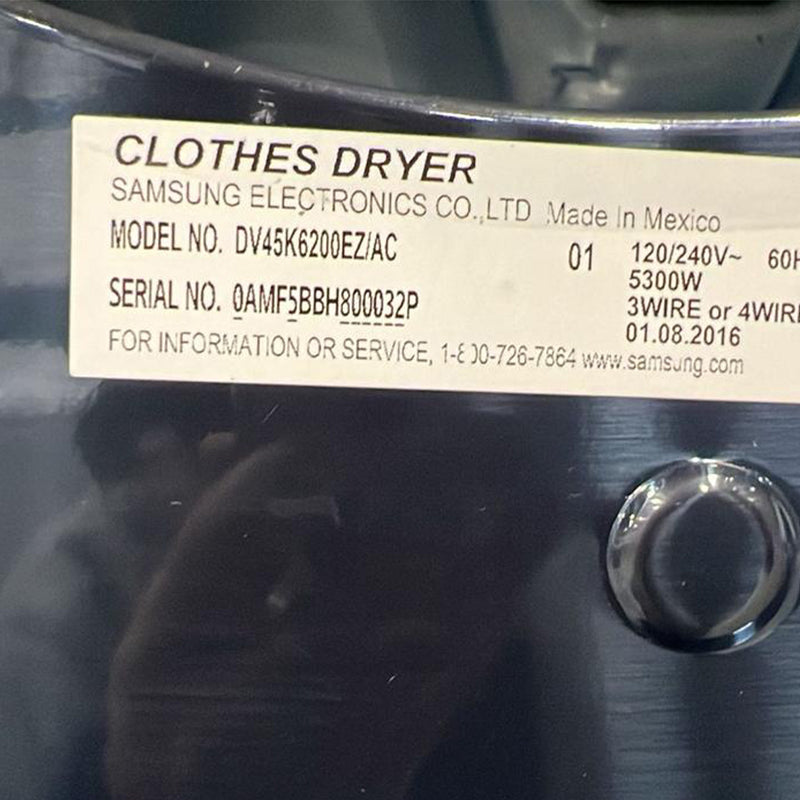 CLOTHES DRYER
SAMSUNG ELECTRONICS CO.,LTD Made In Mexico
MODEL NO. DV45K6200EZ/AC 01 120/240V~ 60H
5300W
SERIAL NO. 0AMF5BBH800032P 3WIRE or 4WIRE
01.08.2016
FOR INFORMATION OR SERVICE, 1-800-726-7864 www.samsung.com